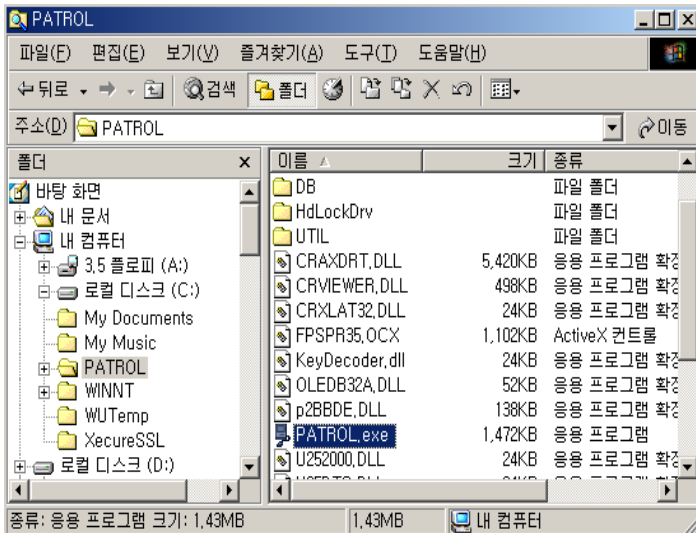 PATROL
파일(F) 편집(E) 보기(V) 즐겨찾기(A) 도구(T) 도움말(H)
뒤로 검색 폴더
주소(D) PATROL 이동
폴더
바탕 화면
내 문서
내 컴퓨터
3,5 플로피 (A:)
로컬 디스크 (C:)
My Documents
My Music
PATROL
WINNT
WUTemp
XecureSSL
로컬 디스크 (D:)
이름 크기 종류
DB 파일 폴더
HdLockDrv 파일 폴더
UTIL 파일 폴더
CRAXDRT,DLL 5,420KB 응용 프로그램 확장
CRVIEWER,DLL 498KB 응용 프로그램 확장
CRXLAT32,DLL 24KB 응용 프로그램 확장
FPSPR35,OCX 1,102KB ActiveX 컨트롤
KeyDecoder,dll 24KB 응용 프로그램 확장
OLEDB32A,DLL 52KB 응용 프로그램 확장
p2BBDE,DLL 138KB 응용 프로그램 확장
PATROL,exe 1,472KB 응용 프로그램
U252000,DLL 24KB 응용 프로그램 확장
종류: 응용 프로그램 크기: 1,43MB 1,43MB 내 컴퓨터